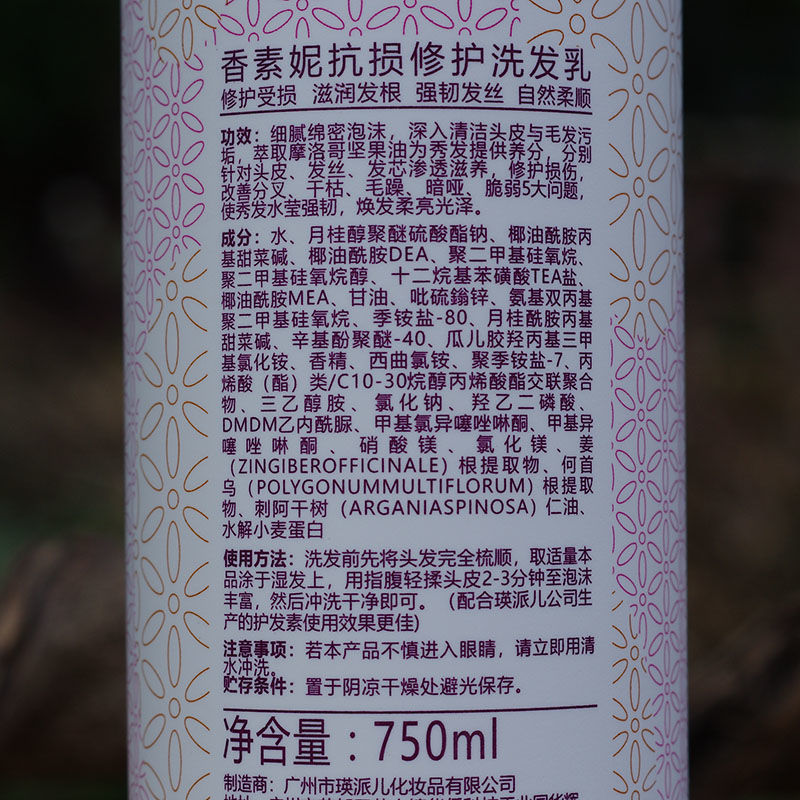 香素妮抗损修护洗发乳
修护受损 滋润发根 强韧发丝 自然柔顺
功效：细腻绵密泡沫，深入清洁头皮与毛发污
垢，萃取摩洛哥坚果油为秀发提供养分，分别
针对头皮、发丝、发芯渗透滋养，修护损伤，
改善分叉、干枯、毛躁、暗哑、脆弱5大问题，
使秀发水莹强韧，焕发柔亮光泽。
成分：水、月桂醇聚醚硫酸酯钠、椰油酰胺丙
基甜菜碱、椰油酰胺DEA、聚二甲基硅氧烷、
聚二甲基硅氧烷醇、十二烷基苯磺酸TEA盐、
椰油酰胺MEA、甘油、吡硫鎓锌、氨基双丙基
聚二甲基硅氧烷、季铵盐-80、月桂酰胺丙基
甜菜碱、辛基酚聚醚-40、瓜儿胶羟丙基三甲
基氯化铵、香精、西曲氯铵、聚季铵盐-7、丙
烯酸（酯）类/C10-30烷醇丙烯酸酯交联聚合
物、三乙醇胺、氯化钠、羟乙二磷酸、
DMDM乙内酰脲、甲基氯异噻唑啉酮、甲基异
噻唑啉酮、硝酸镁、氯化镁、姜
（ZINGIBEROFFICINALE）根提取物、何首
乌（POLYGONUMMULTIFLORUM）根提取
物、刺阿干树（ARGANIASPINOSA）仁油、
水解小麦蛋白
使用方法：洗发前先将头发完全梳顺，取适量本
品涂于湿发上，用指腹轻揉头皮2-3分钟至泡沫
丰富，然后冲洗干净即可。（配合瑛派儿公司生
产的护发素使用效果更佳)
注意事项：若本产品不慎进入眼睛，请立即用清
水冲洗。
贮存条件：置于阴凉干燥处避光保存。
净含量：750ml
制造商：广州市瑛派儿化妆品有限公司